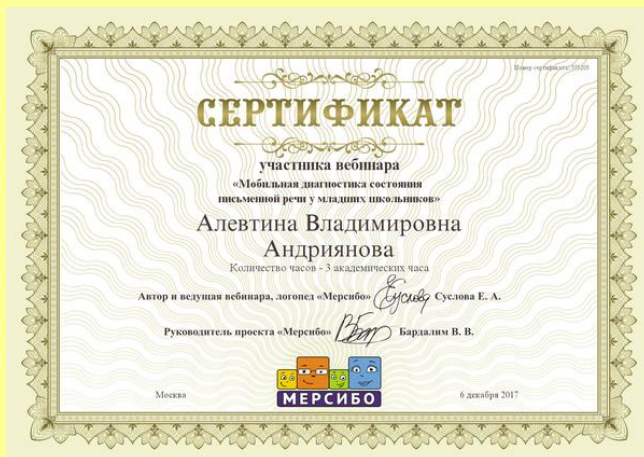 Номер сертификата:
СЕРТИФИКАТ
участника вебинара
«Мобильная диагностика состояния
письменной речи у младших школьников»
Алевтина Владимировна
Андриянова
Количество часов - 3 академических часа
Автор и ведущая вебинара, логопед «Мерсибо» Суслова Е. А.
Руководитель проекта «Мерсибо» Бардалим В. В.
МЕРСИБО
Москва 6 декабря 2017